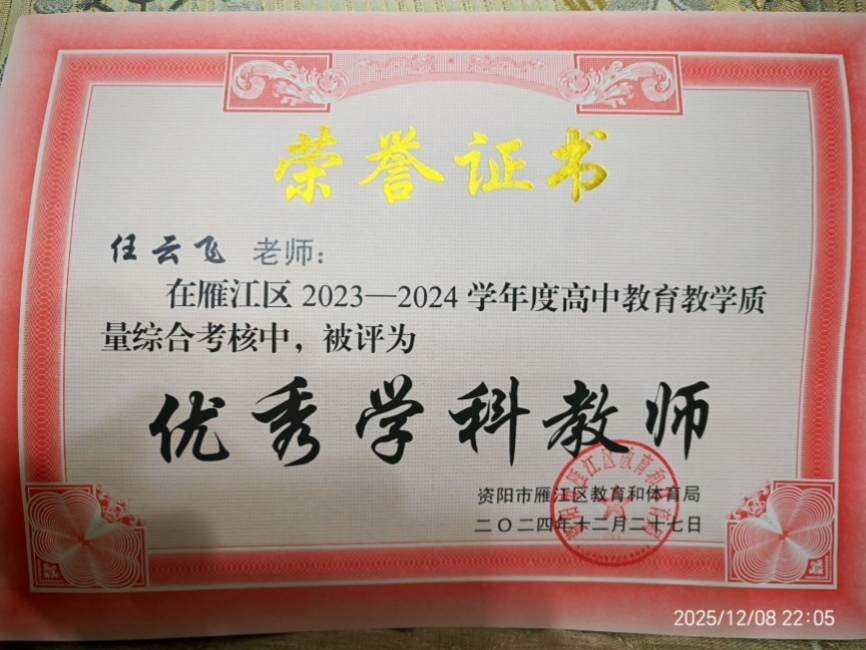 荣誉证书
任云飞 老师：
在雁江区 2023—2024 学年度高中教育教学质
量综合考核中，被评为
优秀学科教师
资阳市雁江区教育和体育局
二〇二四年十二月二十七日
2025/12/08 22:05